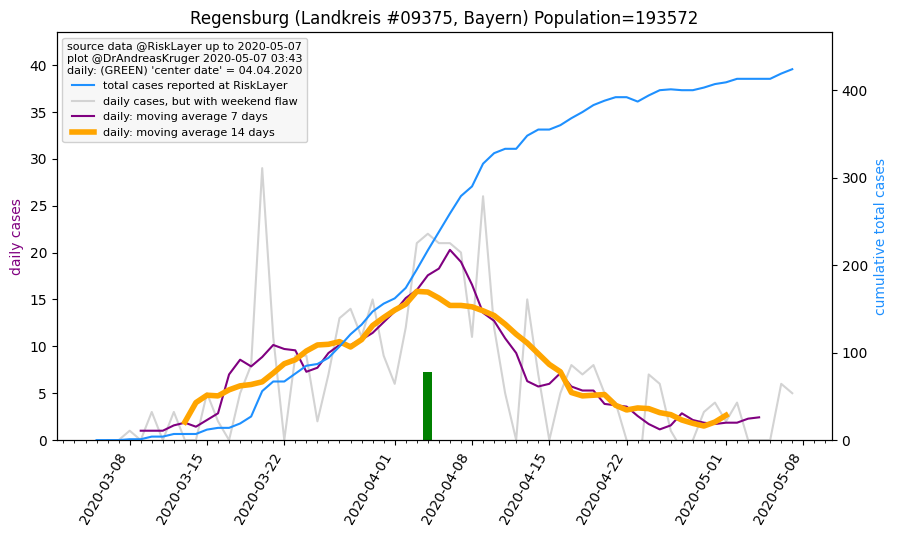 Regensburg (Landkreis #09375, Bayern) Population=193572
source data @RiskLayer up to 2020-05-07
plot @DrAndreasKruger 2020-05-07 03:43
daily: (GREEN) 'center date' = 04.04.2020
total cases reported at RiskLayer
daily cases, but with weekend flaw
daily: moving average 7 days
daily: moving average 14 days
daily cases
40
35
30
25
20
15
10
5
0
cumulative total cases
400
300
200
100
0
2020-03-08
2020-03-15
2020-03-22
2020-04-01
2020-04-08
2020-04-15
2020-04-22
2020-05-01
2020-05-08